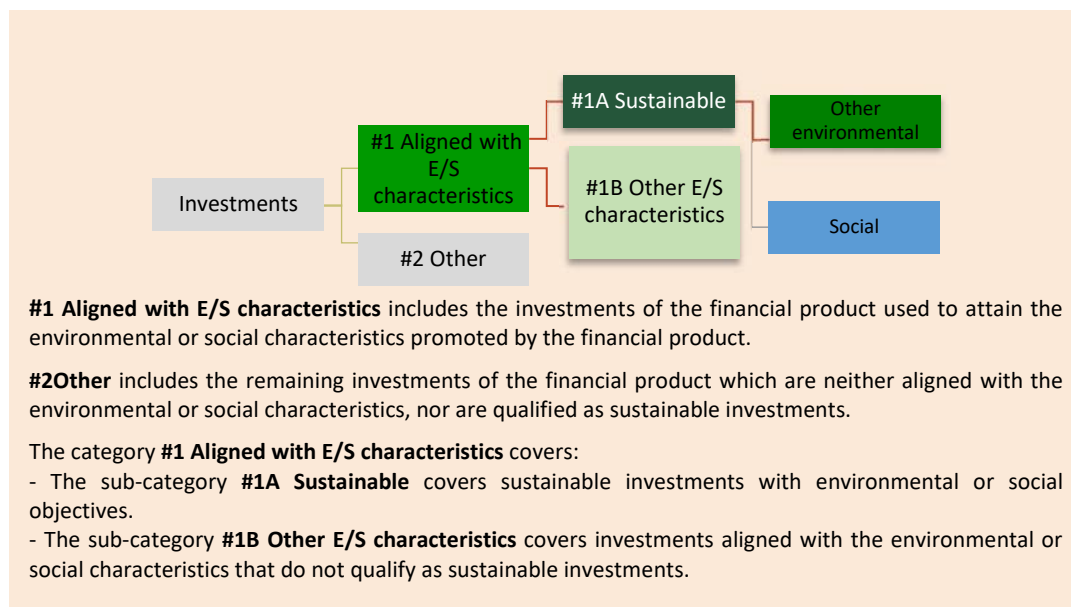 #1A Sustainable
Other
environmental
#1 Aligned with
E/S
characteristics
#1B Other E/S
characteristics
Investments
Social
#2 Other
#1 Aligned with E/S characteristics includes the investments of the financial product used to attain the
environmental or social characteristics promoted by the financial product.
#2Other includes the remaining investments of the financial product which are neither aligned with the
environmental or social characteristics, nor are qualified as sustainable investments.
The category #1 Aligned with E/S characteristics covers:
- The sub-category #1A Sustainable covers sustainable investments with environmental or social
objectives.
- The sub-category #1B Other E/S characteristics covers investments aligned with the environmental or
social characteristics that do not qualify as sustainable investments.